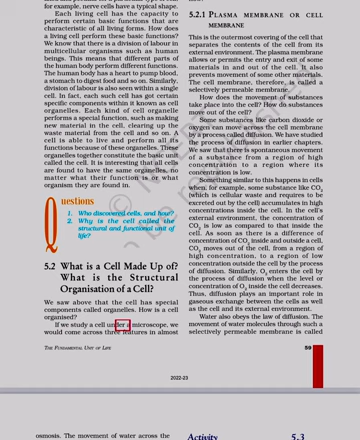 for example, nerve cells have a typical shape.
Each living cell has the capacity to
perform certain basic functions that are
characteristic of all living forms. How does
a living cell perform these basic functions?
We know that there is a division of labour in
multicellular organisms such as human
beings. This means that different parts of
the human body perform different functions.
The human body has a heart to pump blood,
a stomach to digest food and so on. Similarly,
division of labour is also seen within a single
cell. In fact, each such cell has got certain
specific components within it known as cell
organelles. Each kind of cell organelle
performs a special function, such as making
new material in the cell, clearing up the
waste material from the cell and so on. A
cell is able to live and perform all its
functions because of these organelles. These
organelles together constitute the basic unit
called the cell. It is interesting that all cells
are found to have the same organelles, no
matter what their function is or what
organism they are found in.
Questions
1. Who discovered cells, and how?
2. Why is the cell called the
structural and functional unit of
life?
5.2 What is a Cell Made Up of?
What is the Structural
Organisation of a Cell?
We saw above that the cell has special
components called organelles. How is a cell
organised?
If we study a cell under a microscope, we
would come across three features in almost
5.2.1 PLASMA MEMBRANE OR CELL
MEMBRANE
This is the outermost covering of the cell that
separates the contents of the cell from its
external environment. The plasma membrane
allows or permits the entry and exit of some
materials in and out of the cell. It also
prevents movement of some other materials.
The cell membrane, therefore, is called a
selectively permeable membrane.
How does the movement of substances
take place into the cell? How do substances
move out of the cell?
Some substances like carbon dioxide or
oxygen can move across the cell membrane
by a process called diffusion. We have studied
the process of diffusion in earlier chapters.
We saw that there is spontaneous movement
of a substance from a region of high
concentration to a region where its
concentration is low.
Something similar to this happens in cells
when, for example, some substance like CO₂
(which is cellular waste and requires to be
excreted out by the cell) accumulates in high
concentrations inside the cell. In the cell's
external environment, the concentration of
CO₂ is low as compared to that inside the
cell. As soon as there is a difference of
concentration of CO₂ inside and outside a cell,
CO₂ moves out of the cell, from a region of
high concentration, to a region of low
concentration outside the cell by the process
of diffusion. Similarly, O₂ enters the cell by
the process of diffusion when the level or
concentration of O₂ inside the cell decreases.
Thus, diffusion plays an important role in
gaseous exchange between the cells as well
as the cell and its external environment.
Water also obeys the law of diffusion. The
movement of water molecules through such a
selectively permeable membrane is called
THE FUNDAMENTAL UNIT OF LIFE
59
2022-23
osmosis. The movement of water across the
Activity 5.3